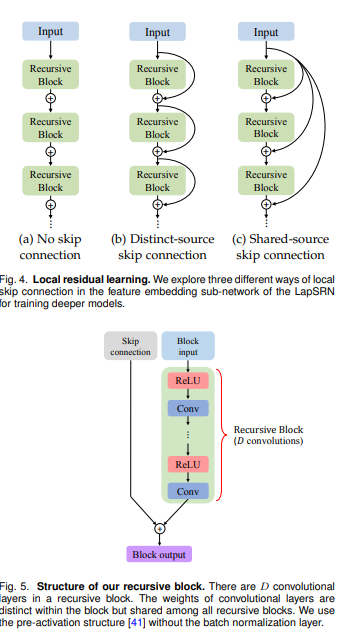 Input
Input
Input
Recursive
Block
Recursive
Block
Recursive
Block
Recursive
Block
Recursive
Block
Recursive
Block
Recursive
Block
Recursive
Block
Recursive
Block
(a) No skip
connection
(b) Distinct-source
skip connection
(c) Shared-source
skip connection
Fig. 4. Local residual learning. We explore three different ways of local
skip connection in the feature embedding sub-network of the LapSRN
for training deeper models.
Skip
connection
Block
input
ReLU
Conv
ReLU
Conv
Recursive Block
(D convolutions)
Block output
Fig. 5. Structure of our recursive block. There are D convolutional
layers in a recursive block. The weights of convolutional layers are
distinct within the block but shared among all recursive blocks. We use
the pre-activation structure [41] without the batch normalization layer.